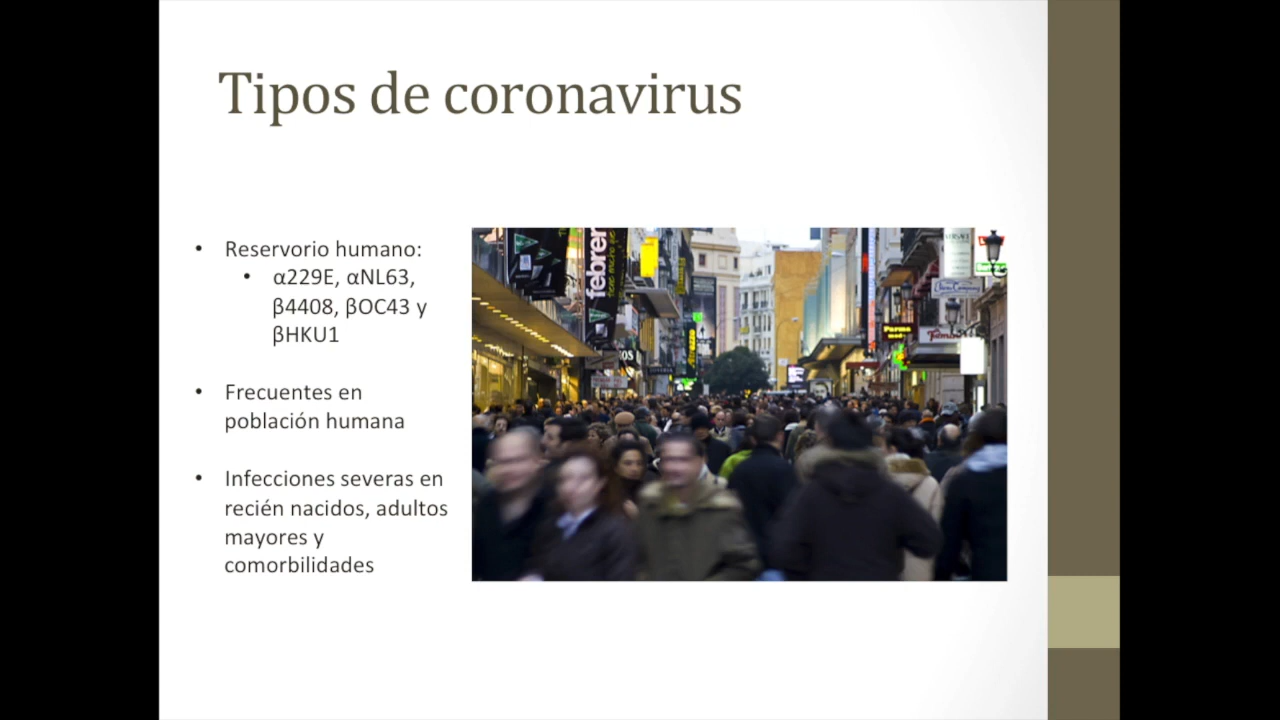 Tipos de coronavirus
• Reservorio humano:
• α229E, αNL63,
β4408, βOC43 y
βHKU1
• Frecuentes en
población humana
• Infecciones severas en
recién nacidos, adultos
mayores y
comorbilidades
febrer